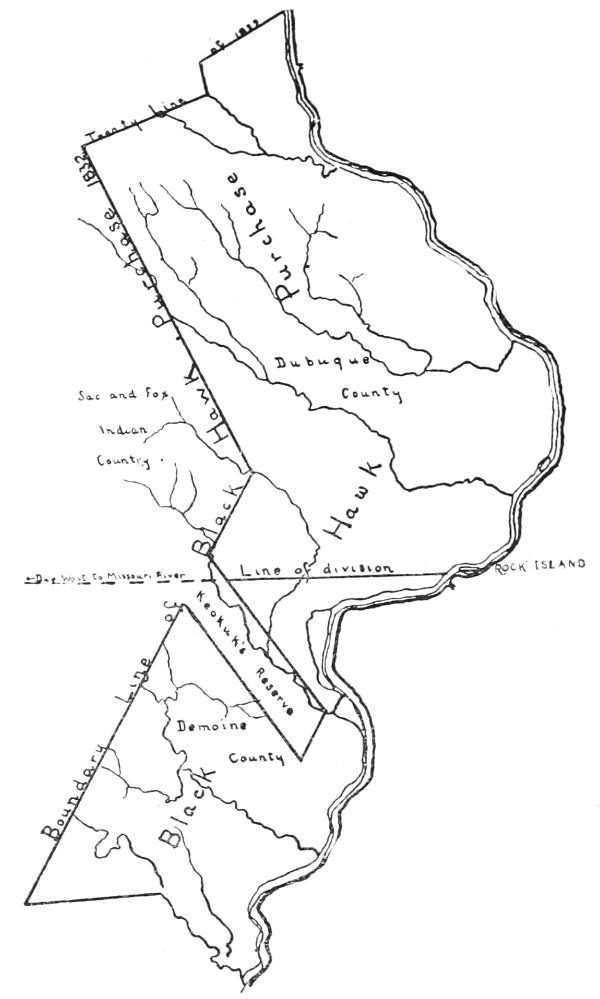 Treaty Line of 1832
Purchase
Dubuque
County
Sac and Fox
Indian
Country.
Hawk
Line of division
ROCK ISLAND
←Due West to Missouri River
Keokuk's Reserve
Demoine
County
Black
Boundary Line of Black Hawk Purchase 1832